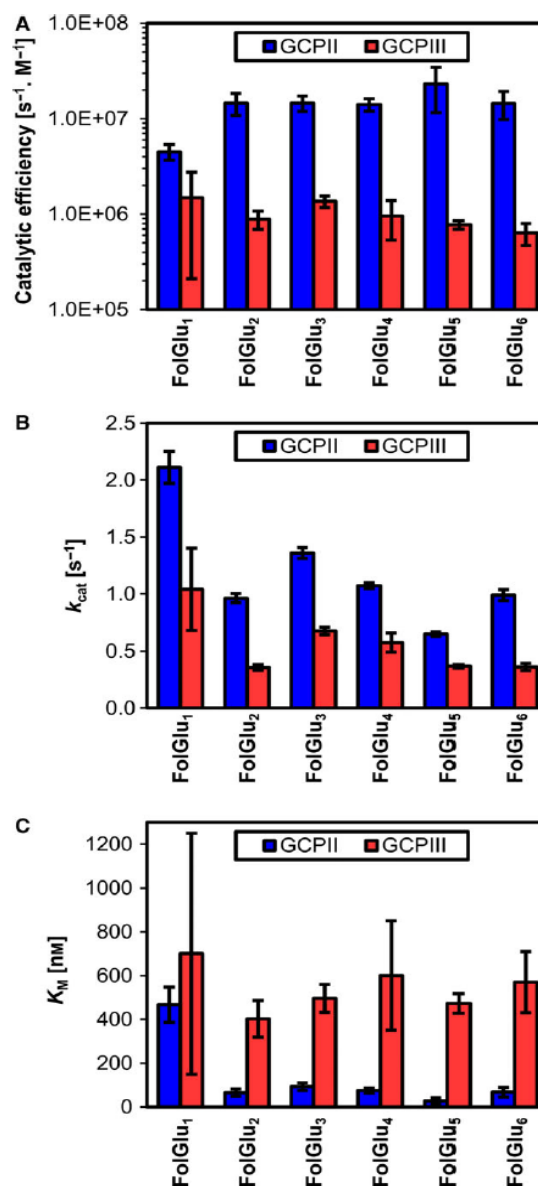 A
Catalytic efficiency [s⁻¹· M⁻¹]
1.0E+08
1.0E+07
1.0E+06
1.0E+05
GCPII GCPIII
FolGlu₁ FolGlu₂ FolGlu₃ FolGlu₄ FolGlu₅ FolGlu₆
B
kcat [s⁻¹]
2.5
2.0
1.5
1.0
0.5
0.0
GCPII GCPIII
FolGlu₁ FolGlu₂ FolGlu₃ FolGlu₄ FolGlu₅ FolGlu₆
C
KM [nM]
1200
1000
800
600
400
200
0
GCPII GCPIII
FolGlu₁ FolGlu₂ FolGlu₃ FolGlu₄ FolGlu₅ FolGlu₆